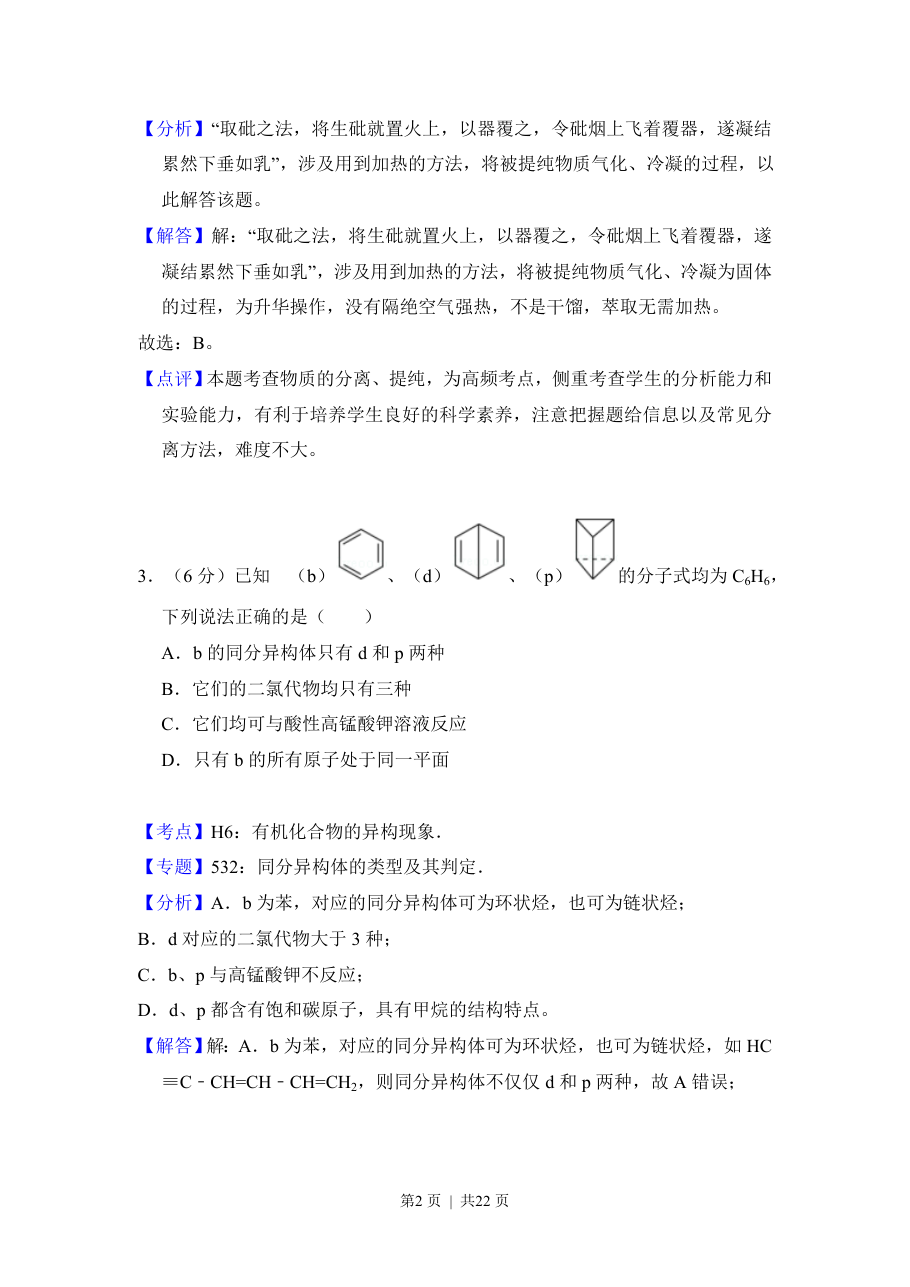 【分析】“取砒之法，将生砒就置火上，以器覆之，令砒烟上飞着覆器，遂凝结
累然下垂如乳”，涉及用到加热的方法，将被提纯物质气化、冷凝的过程，以
此解答该题。
【解答】解：“取砒之法，将生砒就置火上，以器覆之，令砒烟上飞着覆器，遂
凝结累然下垂如乳”，涉及用到加热的方法，将被提纯物质气化、冷凝为固体
的过程，为升华操作，没有隔绝空气强热，不是干馏，萃取无需加热。
故选：B。
【点评】本题考查物质的分离、提纯，为高频考点，侧重考查学生的分析能力和
实验能力，有利于培养学生良好的科学素养，注意把握题给信息以及常见分
离方法，难度不大。
3．（6 分）已知　（b）、（d）、（p）的分子式均为 C₆H₆，
下列说法正确的是（　　）
A．b 的同分异构体只有 d 和 p 两种
B．它们的二氯代物均只有三种
C．它们均可与酸性高锰酸钾溶液反应
D．只有 b 的所有原子处于同一平面
【考点】H6：有机化合物的异构现象．
【专题】532：同分异构体的类型及其判定．
【分析】A．b 为苯，对应的同分异构体可为环状烃，也可为链状烃；
B．d 对应的二氯代物大于 3 种；
C．b、p 与高锰酸钾不反应；
D．d、p 都含有饱和碳原子，具有甲烷的结构特点。
【解答】解：A．b 为苯，对应的同分异构体可为环状烃，也可为链状烃，如 HC
≡C﹣CH=CH﹣CH=CH₂，则同分异构体不仅仅 d 和 p 两种，故 A 错误；
第2 页 | 共22 页